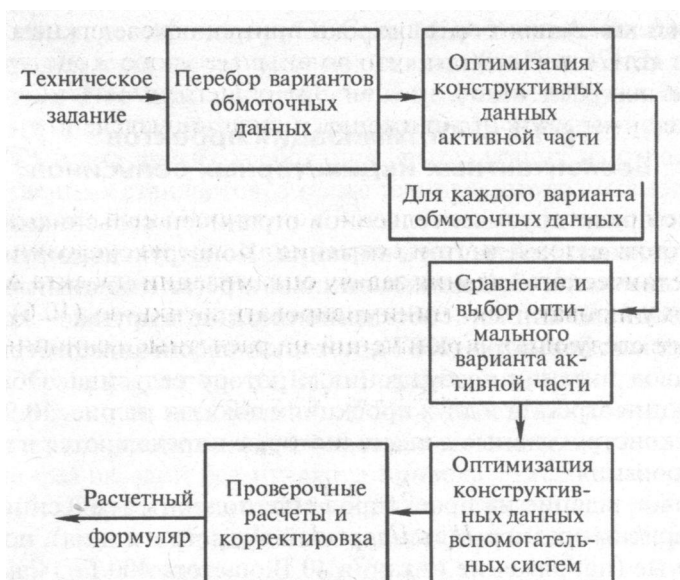 Техническое
задание
Перебор вариантов
обмоточных
данных
Оптимизация
конструктивных
данных
активной части
Для каждого варианта
обмоточных данных
Сравнение и
выбор опти-
мального
варианта ак-
тивной части
Оптимизация
конструктив-
ных данных
вспомогатель-
ных систем
Проверочные
расчеты и
корректировка
Расчетный
формуляр